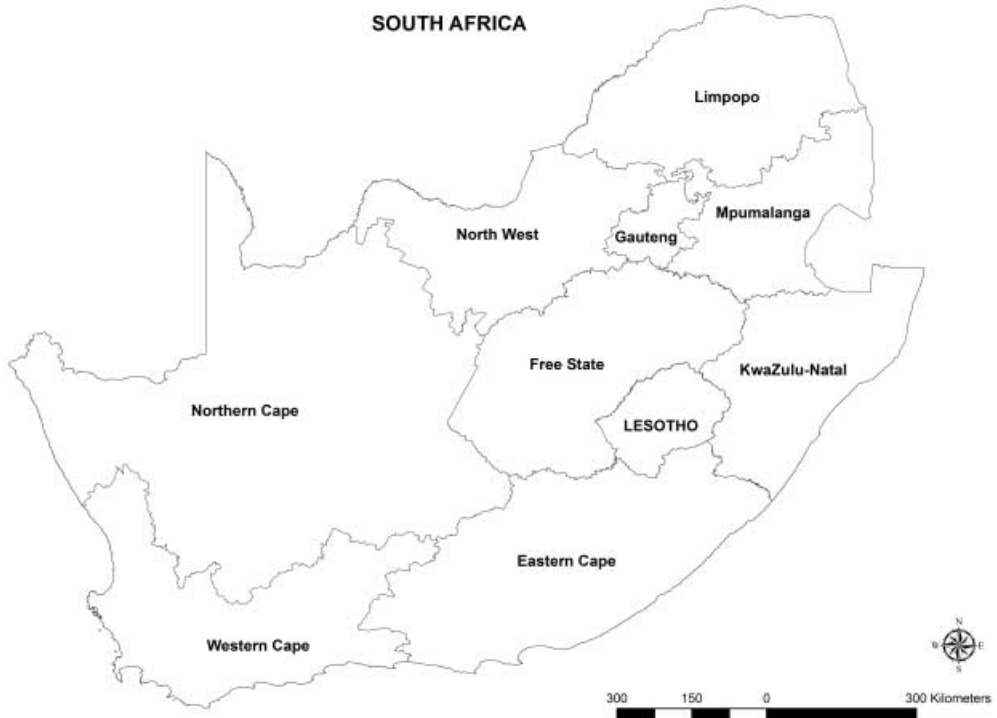 SOUTH AFRICA
Limpopo
Mpumalanga
North West
Gauteng
Free State
KwaZulu-Natal
Northern Cape
LESOTHO
Eastern Cape
Western Cape
N
W E
S
300 150 0 300 Kilometers